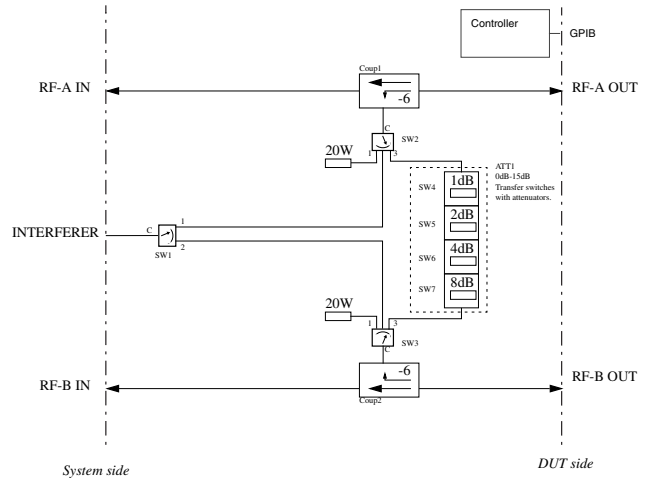 Controller
GPIB
Coup1
RF-A IN
-6
RF-A OUT
C
SW2
20W
1
3
ATT1
0dB-15dB
Transfer switches
with attenuators.
1dB
SW4
2dB
SW5
4dB
SW6
8dB
SW7
INTERFERER
C
1
2
SW1
20W
1
3
SW3
C
-6
RF-B IN
RF-B OUT
Coup2
System side
DUT side